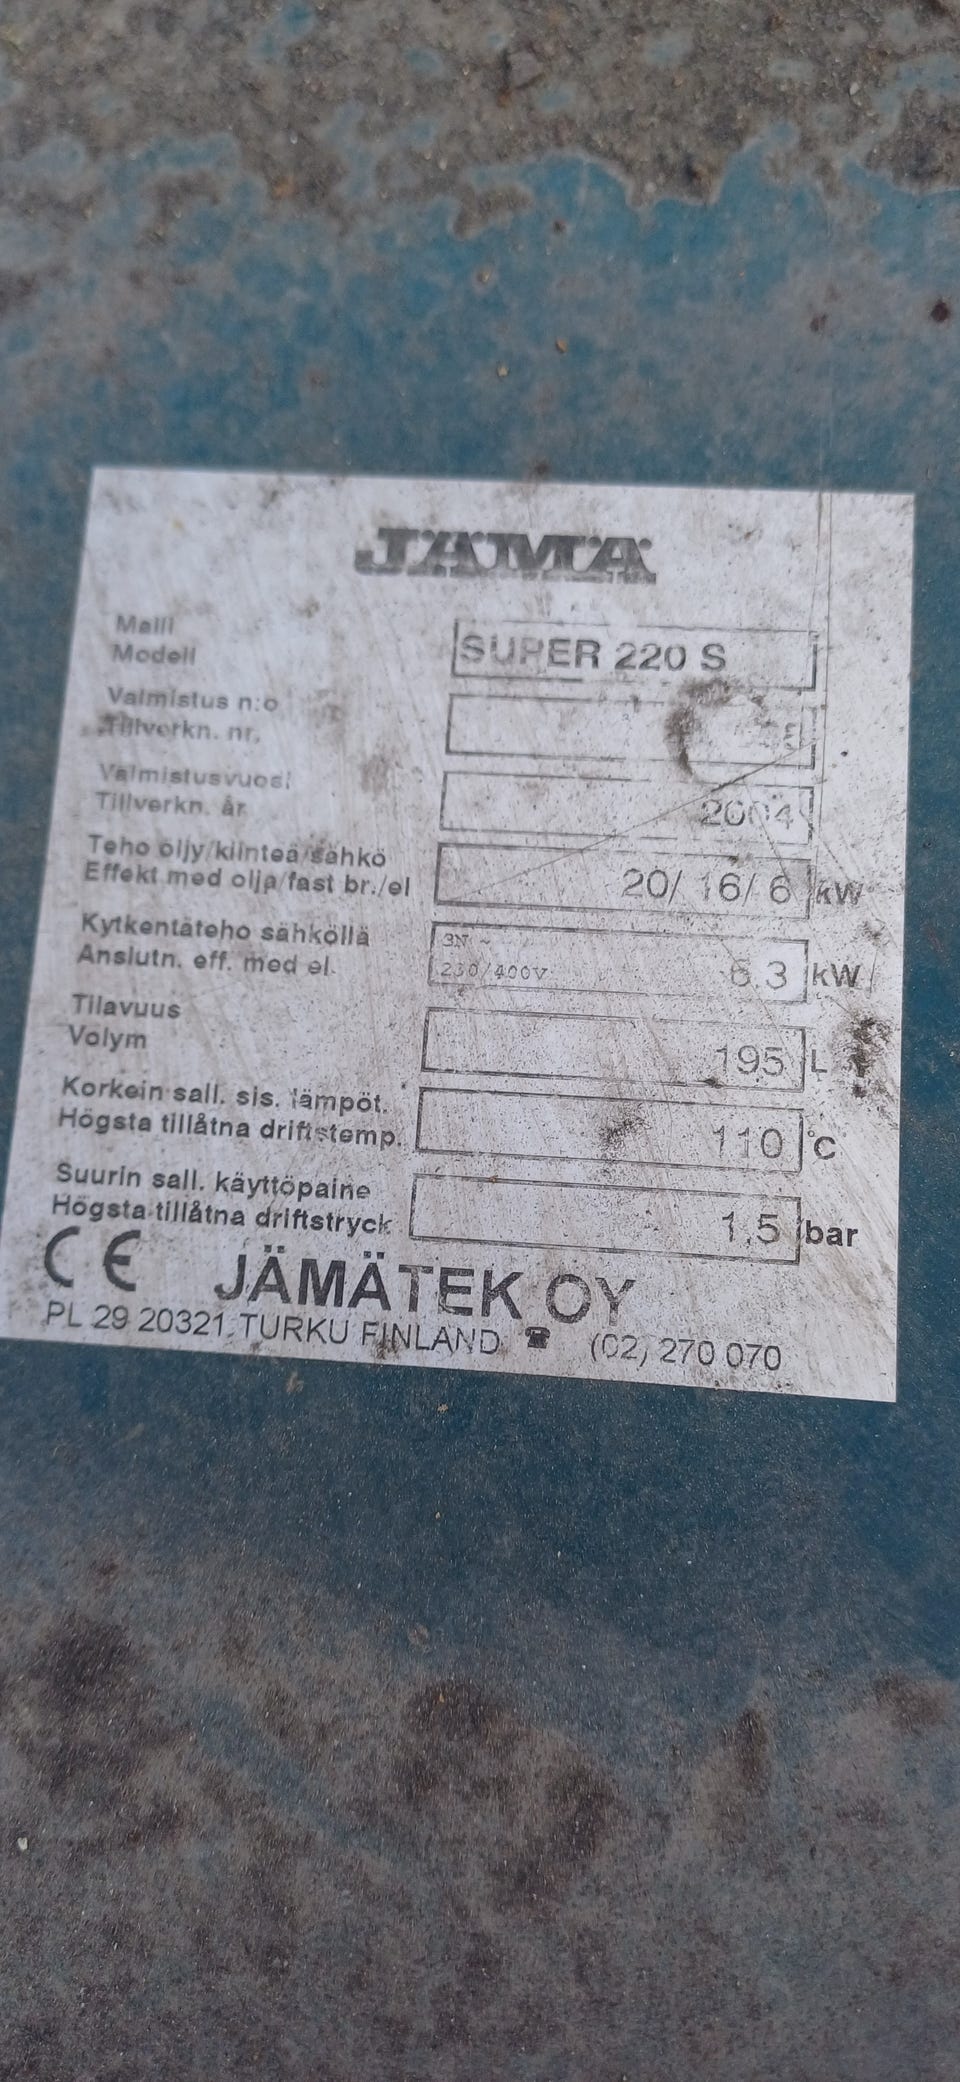 JÄMÄ
Malli
Modell
SUPER 220 S
Valmistus n:o
Tillverkn. nr.
Valmistusvuosi
Tillverkn. år
2004
Teho öljy/kiinteä/sähkö
Effekt med olja/fast br./el
20/ 16/ 6 kW
Kytkentäteho sähköllä
Anslutn. eff. med el.
3N ~
230/400V
6.3 kW
Tilavuus
Volym
195 L
Korkein sall. sis. lämpöt.
Högsta tillåtna driftstemp.
110 °C
Suurin sall. käyttöpaine
Högsta tillåtna driftstryck
1,5 bar
CE JÄMÄTEK OY
PL 29 20321 TURKU FINLAND ☎ (02) 270 070